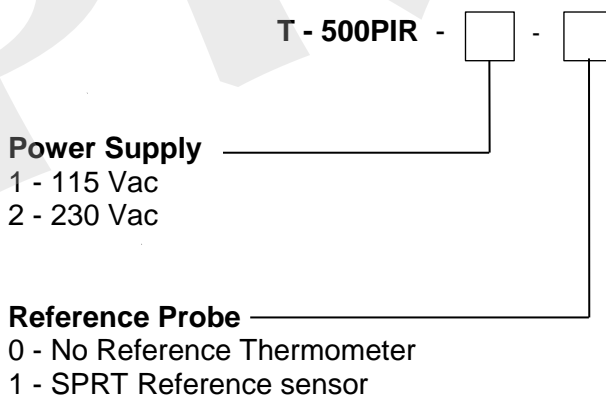 T - 500PIR - -
Power Supply
1 - 115 Vac
2 - 230 Vac
Reference Probe
0 - No Reference Thermometer
1 - SPRT Reference sensor